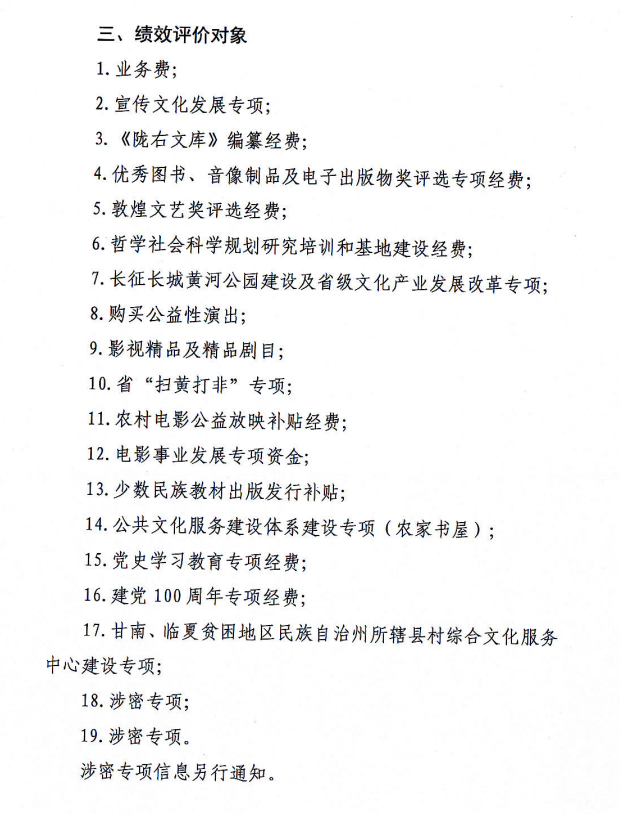 三、绩效评价对象
1.业务费;
2.宣传文化发展专项;
3.《陇右文库》编纂经费;
4.优秀图书、音像制品及电子出版物奖评选专项经费;
5.敦煌文艺奖评选经费;
6.哲学社会科学规划研究培训和基地建设经费;
7.长征长城黄河公园建设及省级文化产业发展改革专项;
8.购买公益性演出;
9.影视精品及精品剧目;
10.省“扫黄打非”专项;
11.农村电影公益放映补贴经费;
12.电影事业发展专项资金;
13.少数民族教材出版发行补贴;
14.公共文化服务建设体系建设专项(农家书屋);
15.党史学习教育专项经费;
16.建党 100 周年专项经费;
17.甘南、临夏贫困地区民族自治州所辖县村综合文化服务
中心建设专项;
18.涉密专项;
19.涉密专项。
涉密专项信息另行通知。